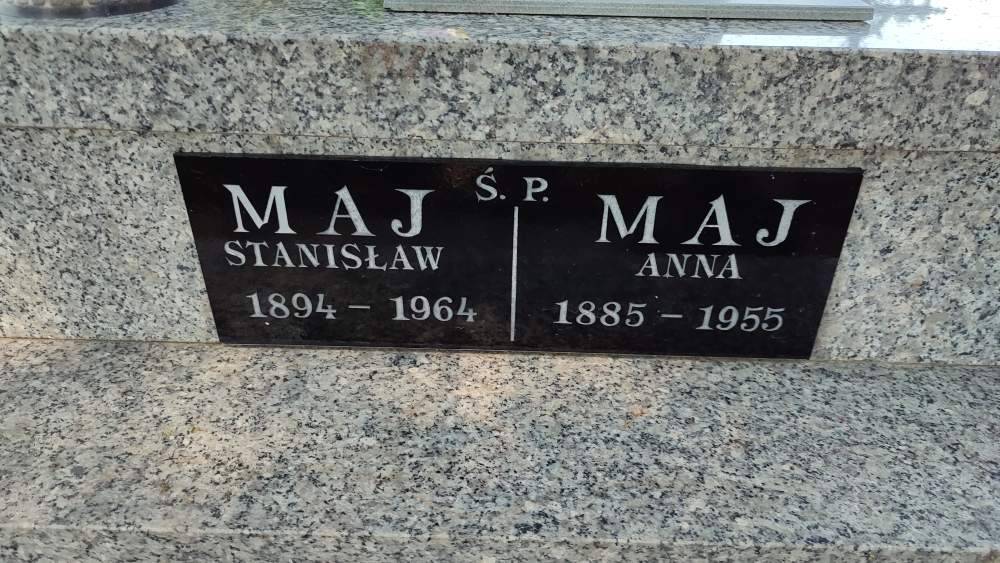 Ś. P.
MAJ
STANISŁAW
1894 – 1964
MAJ
ANNA
1885 – 1955